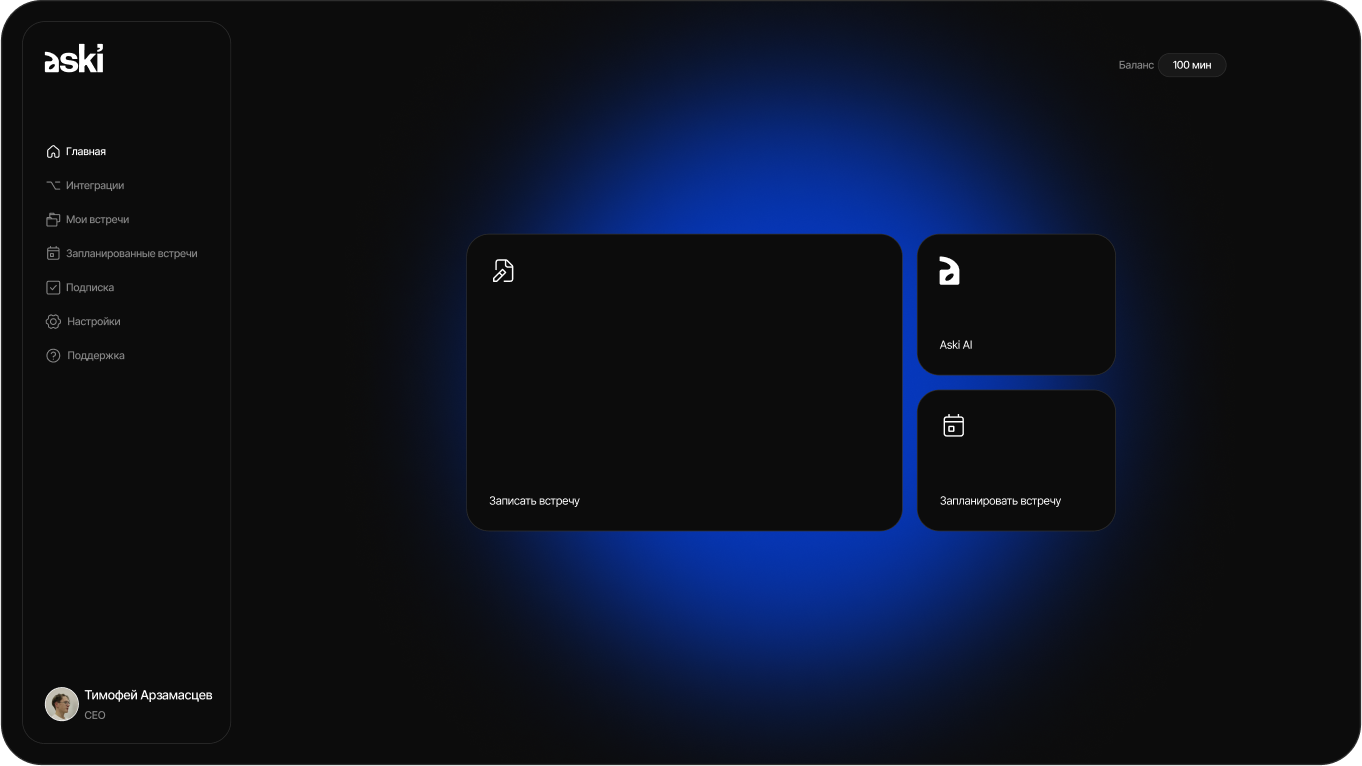 aski
Баланс 100 мин
Главная
Интеграции
Мои встречи
Запланированные встречи
Подписка
Настройки
Поддержка
Записать встречу
Aski AI
Запланировать встречу
Тимофей Арзамасцев
CEO